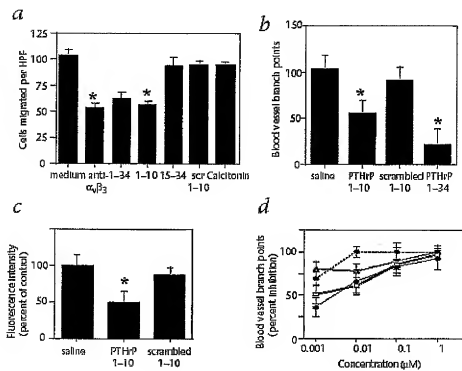 a
125
100
75
50
25
0
Cells migrated per HPF
*
*
medium anti- 1–34 1–10 15–34 scr Calcitonin
αvβ3 1–10
b
150
100
50
0
Blood vessel branch points
*
*
saline PTHrP scrambled PTHrP
1–10 1–10 1–34
c
100
50
0
Fluorescence intensity
(percent of control)
*
saline PTHrP scrambled
1–10 1–10
d
100
50
0
Blood vessel branch points
(percent inhibition)
0.001 0.01 0.1 1
Concentration (μM)